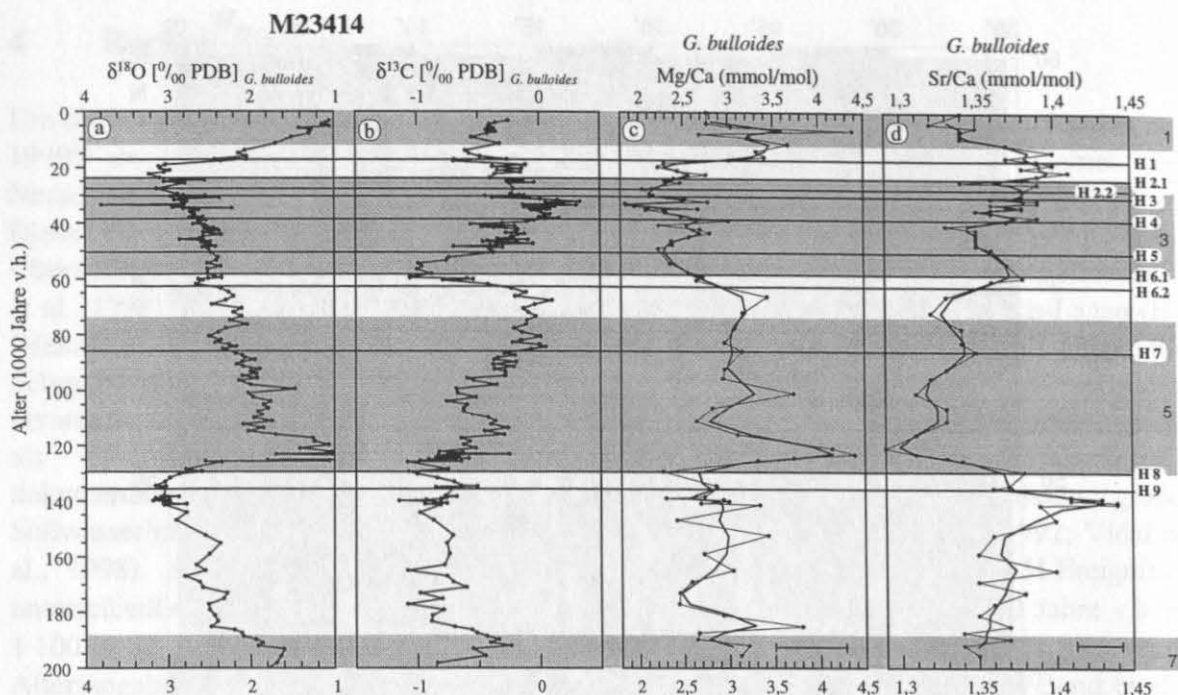 M23414
G. bulloides
G. bulloides
δ¹⁸O [⁰/₀₀ PDB] G. bulloides
δ¹³C [⁰/₀₀ PDB] G. bulloides
Mg/Ca (mmol/mol)
Sr/Ca (mmol/mol)
4 3 2 1
-1 0
2 2,5 3 3,5 4 4,5
1,3 1,35 1,4 1,45
a
b
c
d
Alter (1000 Jahre v.h.)
0
20
40
60
80
100
120
140
160
180
200
1
H 1
H 2.1
H 2.2
H 3
H 4
3
H 5
H 6.1
H 6.2
H 7
5
H 8
H 9
7
4 3 2 1
-1 0
2 2,5 3 3,5 4 4,5
1,3 1,35 1,4 1,45